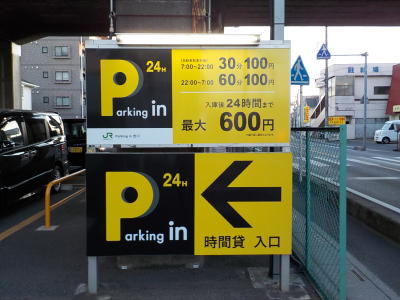 24H
Parking in
7:00~22:00 30分100円
22:00~7:00 60分100円
入庫後24時間まで
最大 600円
JR Parking in
24H
Parking in
時間貸 入口